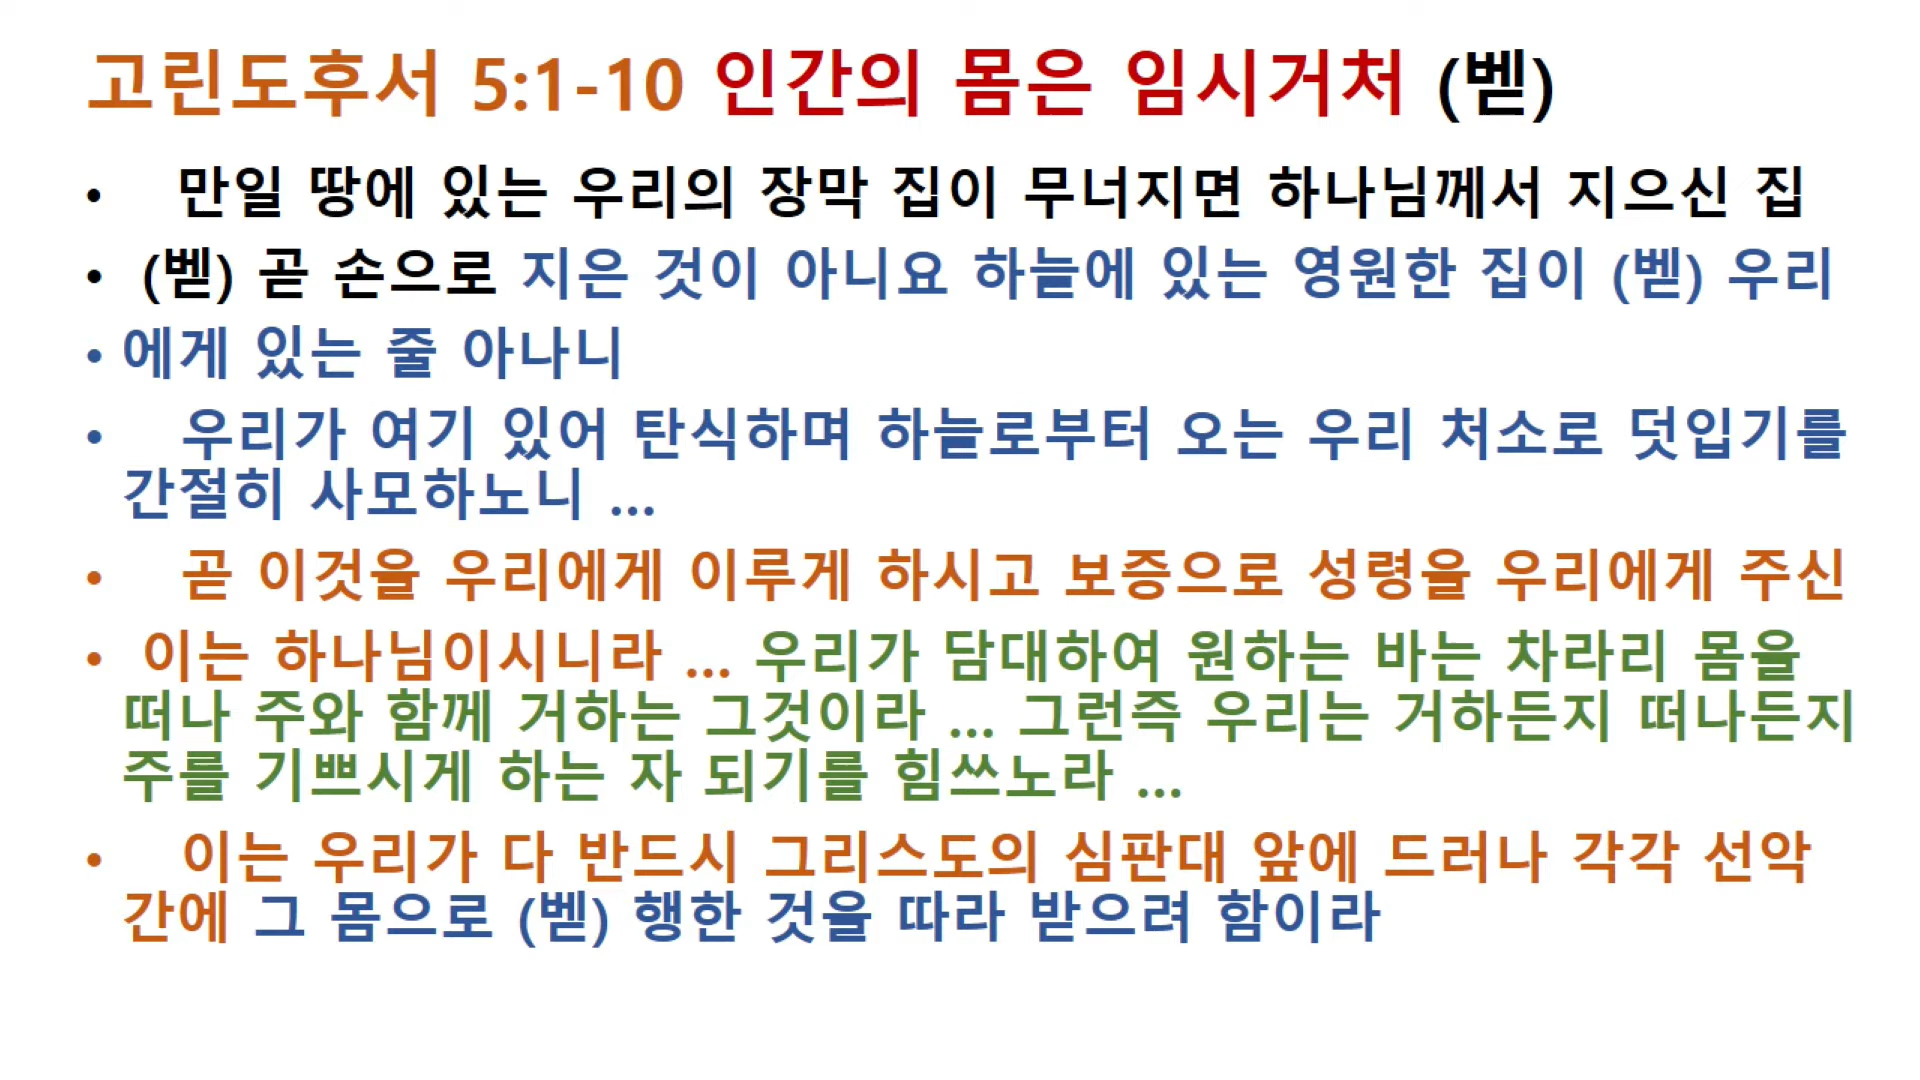 고린도후서 5:1-10 인간의 몸은 임시거처 (벧)
• 만일 땅에 있는 우리의 장막 집이 무너지면 하나님께서 지으신 집
• (벧) 곧 손으로 지은 것이 아니요 하늘에 있는 영원한 집이 (벧) 우리
• 에게 있는 줄 아나니
• 우리가 여기 있어 탄식하며 하늘로부터 오는 우리 처소로 덧입기를
간절히 사모하노니 ...
• 곧 이것을 우리에게 이루게 하시고 보증으로 성령을 우리에게 주신
• 이는 하나님이시니라 ... 우리가 담대하여 원하는 바는 차라리 몸을
떠나 주와 함께 거하는 그것이라 ... 그런즉 우리는 거하든지 떠나든지
주를 기쁘시게 하는 자 되기를 힘쓰노라 ...
• 이는 우리가 다 반드시 그리스도의 심판대 앞에 드러나 각각 선악
간에 그 몸으로 (벧) 행한 것을 따라 받으려 함이라